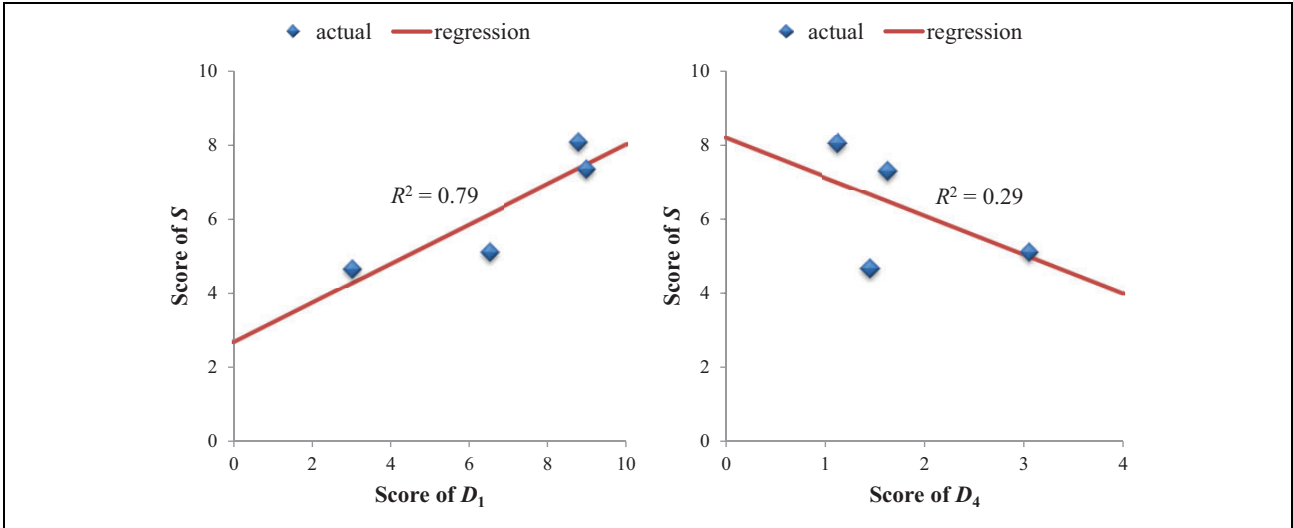 actual regression
10
8
6
4
2
0
Score of S
R² = 0.79
0 2 4 6 8 10
Score of D₁
actual regression
10
8
6
4
2
0
Score of S
R² = 0.29
0 1 2 3 4
Score of D₄